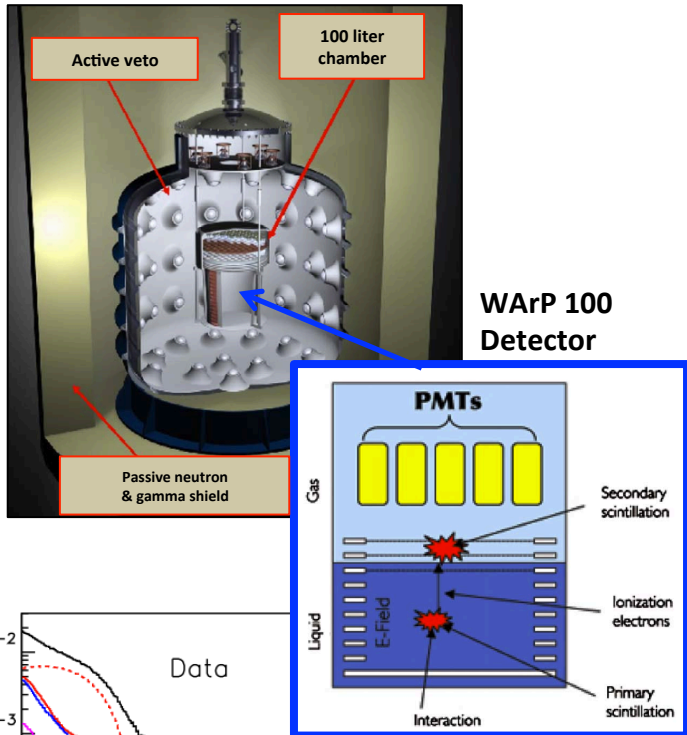 Active veto
100 liter
chamber
WArP 100
Detector
Passive neutron
& gamma shield
PMTs
Gas
Secondary
scintillation
Liquid
E-Field
Ionization
electrons
Primary
scintillation
Interaction
-2
Data
-3